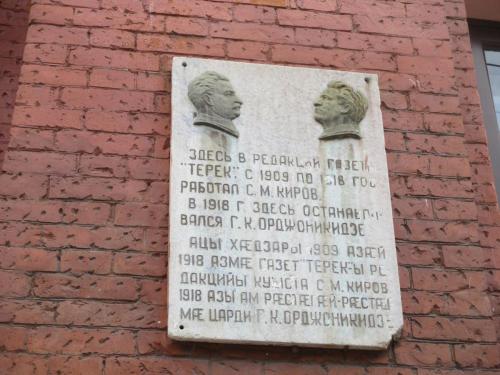 ЗДЕСЬ В РЕДАКЦИИ ГАЗЕТЫ
"ТЕРЕК" С 1909 ПО 1918 ГОД
РАБОТАЛ С.М.КИРОВ.
В 1918 Г. ЗДЕСЬ ОСТАНАВЛИ-
ВАЛСЯ Г.К.ОРДЖОНИКИДЗЕ
АЦЫ ХÆДЗАРЫ 1909 АЗÆЙ
1918 АЗМÆ ГАЗЕТ "ТЕРЕК"-Ы РЕ
ДАКЦИЙЫ КУЫСТА С.М.КИРОВ
1918 АЗЫ АМ РÆСТÆГÆЙ-РÆСТÆГ
МÆ ЦАРДИ Г.К.ОРДЖОНИКИДЗЕ